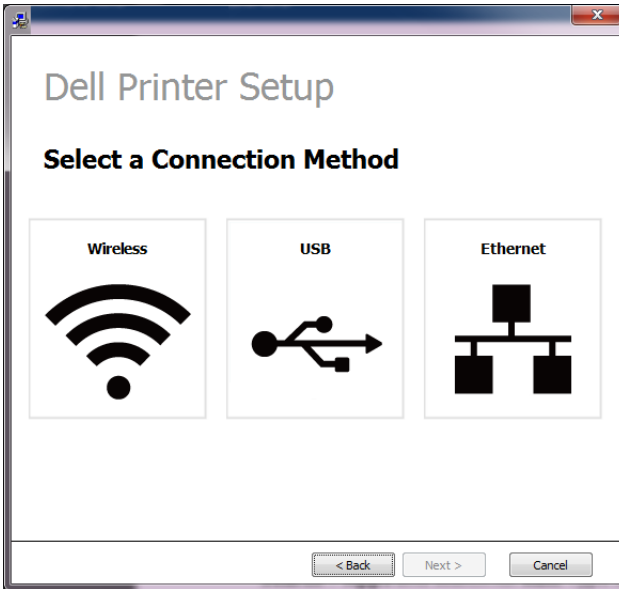 Dell Printer Setup
Select a Connection Method
Wireless USB Ethernet
< Back Next > Cancel